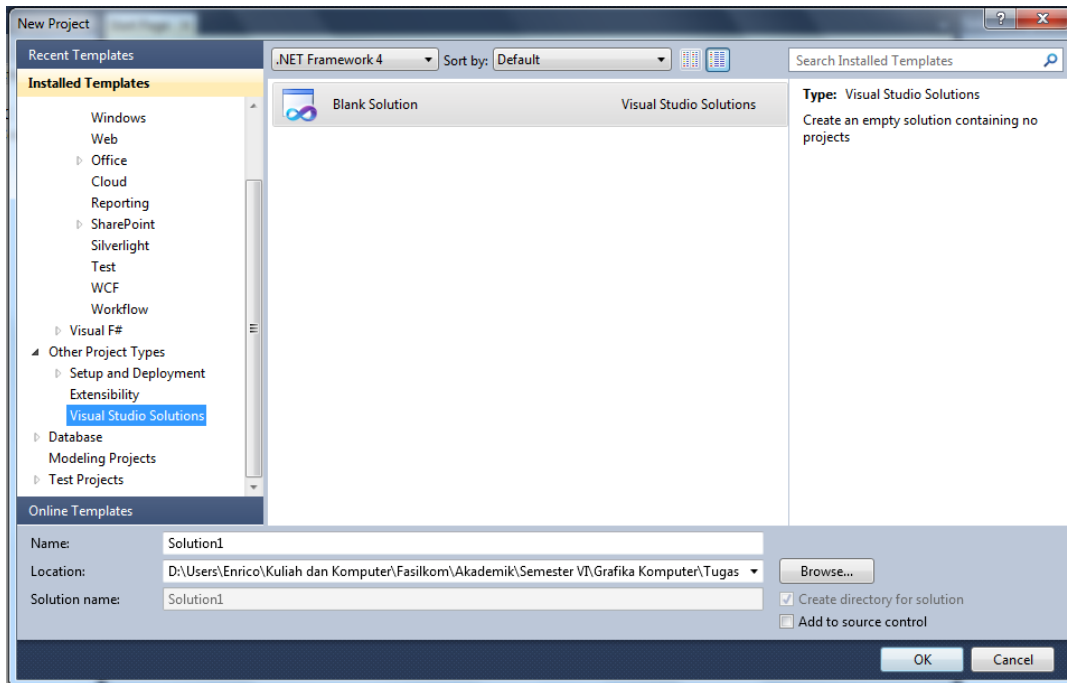 New Project
Recent Templates
Installed Templates
Windows
Web
Office
Cloud
Reporting
SharePoint
Silverlight
Test
WCF
Workflow
Visual F#
Other Project Types
Setup and Deployment
Extensibility
Visual Studio Solutions
Database
Modeling Projects
Test Projects
Online Templates
.NET Framework 4 Sort by: Default
Blank Solution Visual Studio Solutions
Search Installed Templates
Type: Visual Studio Solutions
Create an empty solution containing no
projects
Name: Solution1
Location: D:\Users\Enrico\Kuliah dan Komputer\Fasilkom\Akademik\Semester VI\Grafika Komputer\Tugas Browse...
Solution name: Solution1 Create directory for solution
Add to source control
OK Cancel